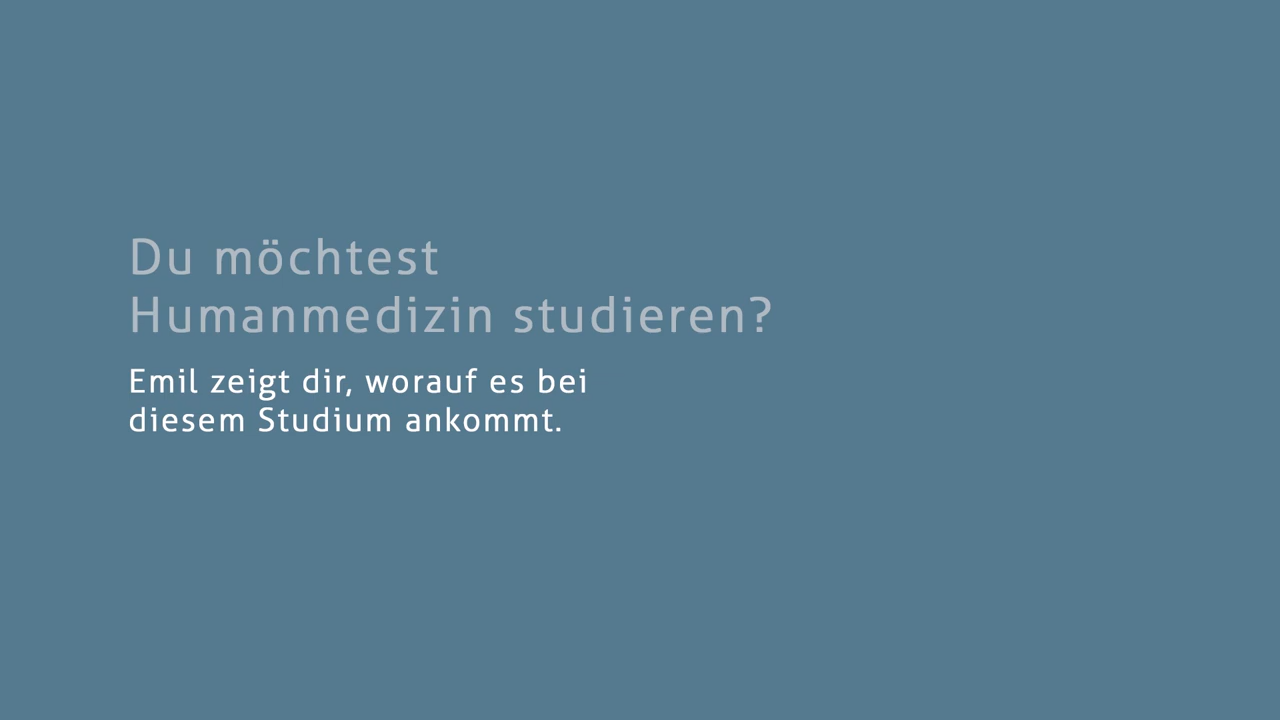 Du möchtest
Humanmedizin studieren?
Emil zeigt dir, worauf es bei
diesem Studium ankommt.